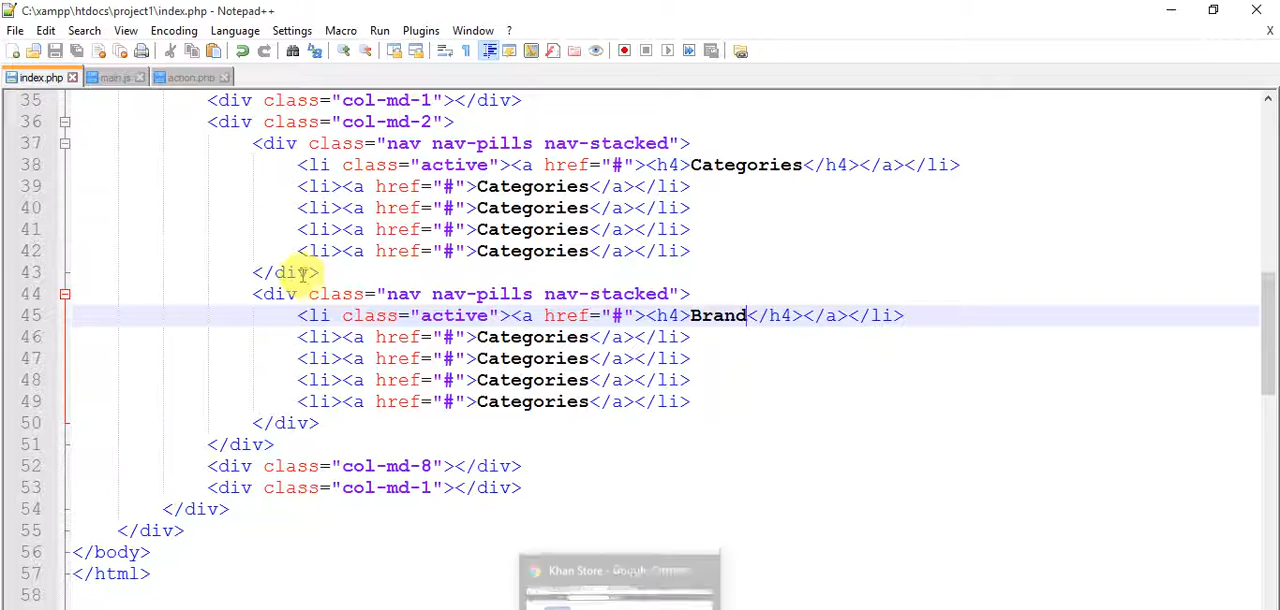 C:\xampp\htdocs\project1\index.php - Notepad++
File Edit Search View Encoding Language Settings Macro Run Plugins Window ? X
index.php main.js action.php
35 <div class="col-md-1"></div>
36 <div class="col-md-2">
37 <div class="nav nav-pills nav-stacked">
38 <li class="active"><a href="#"><h4>Categories</h4></a></li>
39 <li><a href="#">Categories</a></li>
40 <li><a href="#">Categories</a></li>
41 <li><a href="#">Categories</a></li>
42 <li><a href="#">Categories</a></li>
43 </div>
44 <div class="nav nav-pills nav-stacked">
45 <li class="active"><a href="#"><h4>Brand</h4></a></li>
46 <li><a href="#">Categories</a></li>
47 <li><a href="#">Categories</a></li>
48 <li><a href="#">Categories</a></li>
49 <li><a href="#">Categories</a></li>
50 </div>
51 </div>
52 <div class="col-md-8"></div>
53 <div class="col-md-1"></div>
54 </div>
55 </div>
56 </body>
57 </html>
58
Khan Store -